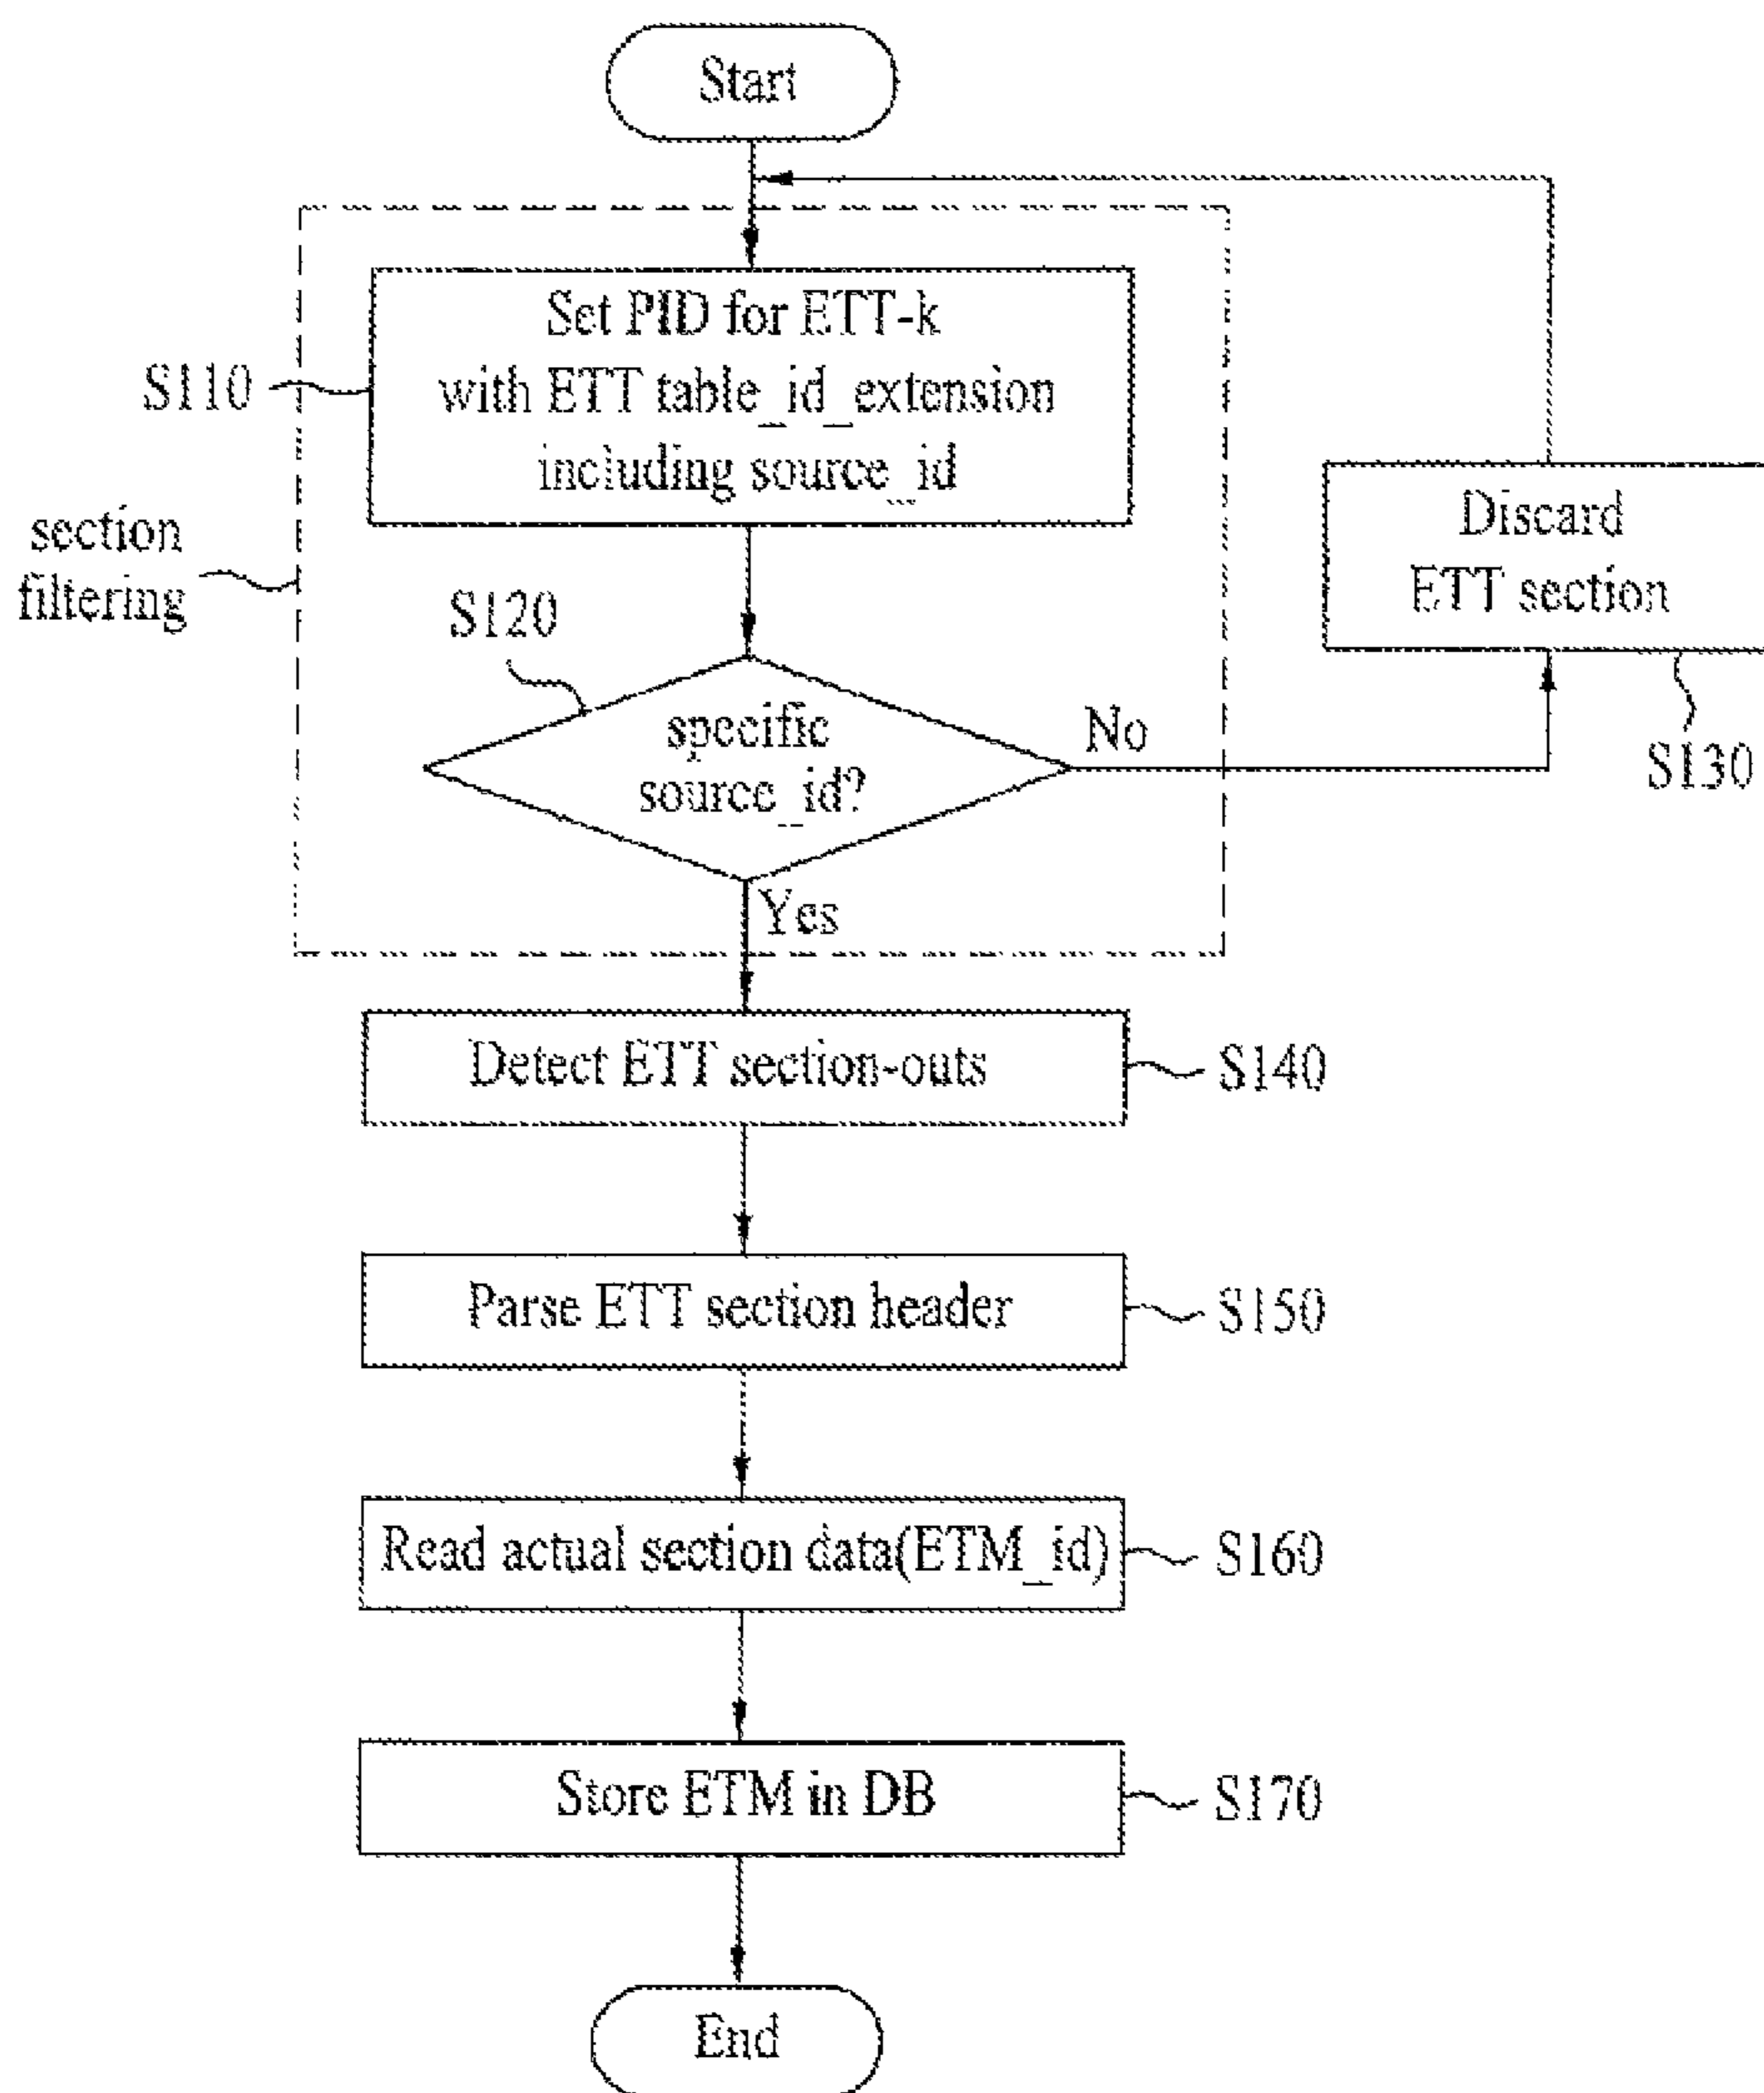 Start
Set PID for ETT-k
with ETT table_id_extension
including source_id
S110
section
filtering
S120
specific
source_id?
No
Yes
Discard
ETT section
S130
Detect ETT section-outs
S140
Parse ETT section header
S150
Read actual section data(ETM_id)
S160
Store ETM in DB
S170
End